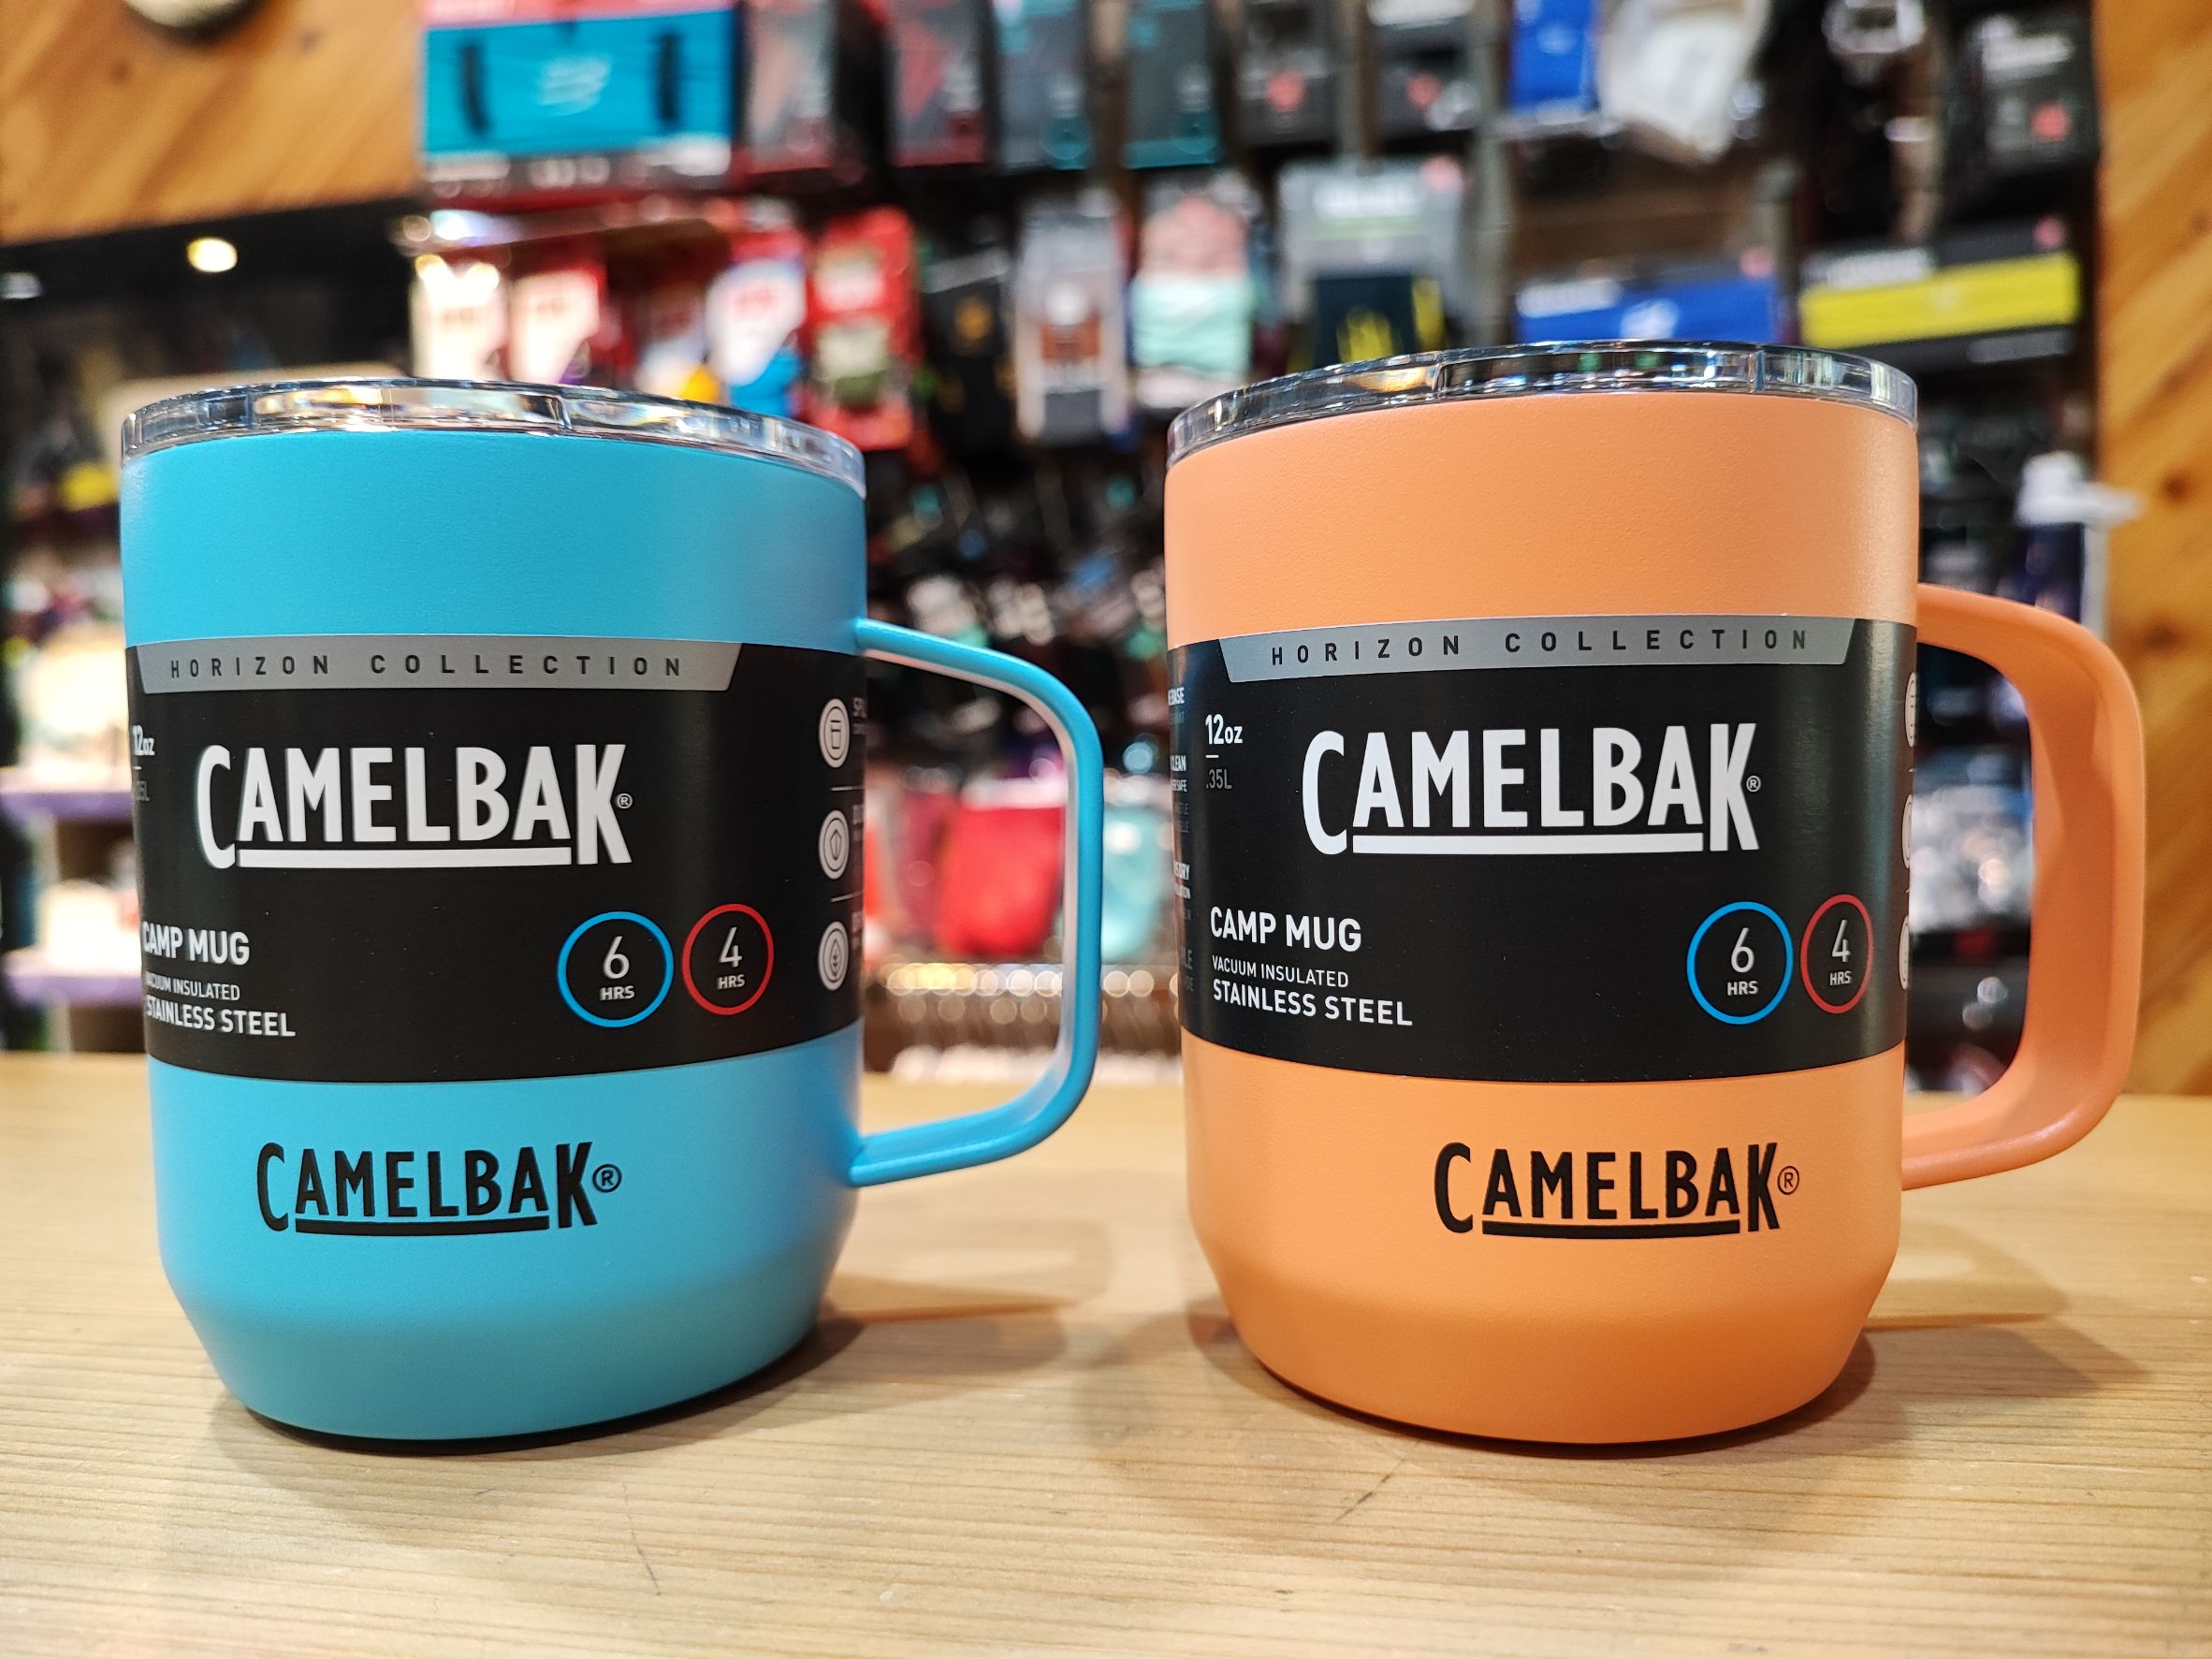 HORIZON COLLECTION
12oz
.35L
CAMELBAK®
CAMP MUG
VACUUM INSULATED
STAINLESS STEEL
6 HRS
4 HRS
CAMELBAK®
HORIZON COLLECTION
12oz
.35L
CAMELBAK®
CAMP MUG
VACUUM INSULATED
STAINLESS STEEL
6 HRS
4 HRS
CAMELBAK®